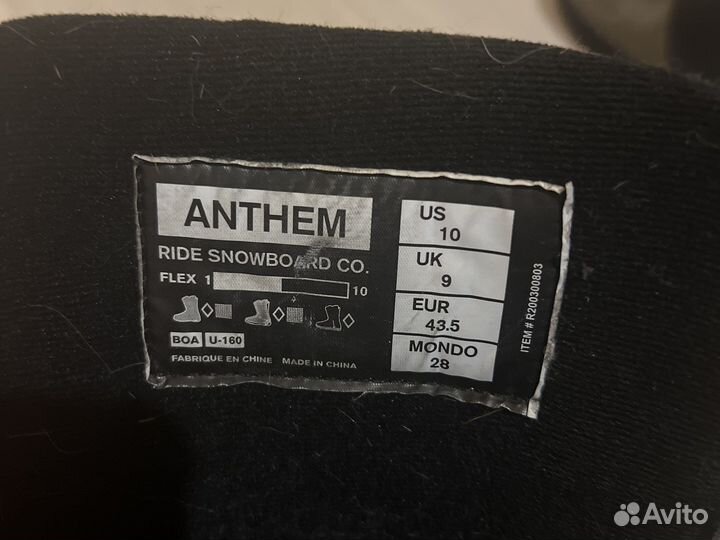 ANTHEM
RIDE SNOWBOARD CO.
FLEX 1 10
BOA U-160
FABRIQUE EN CHINE MADE IN CHINA
US
10
UK
9
EUR
43.5
MONDO
28
ITEM # R200300803
Avito